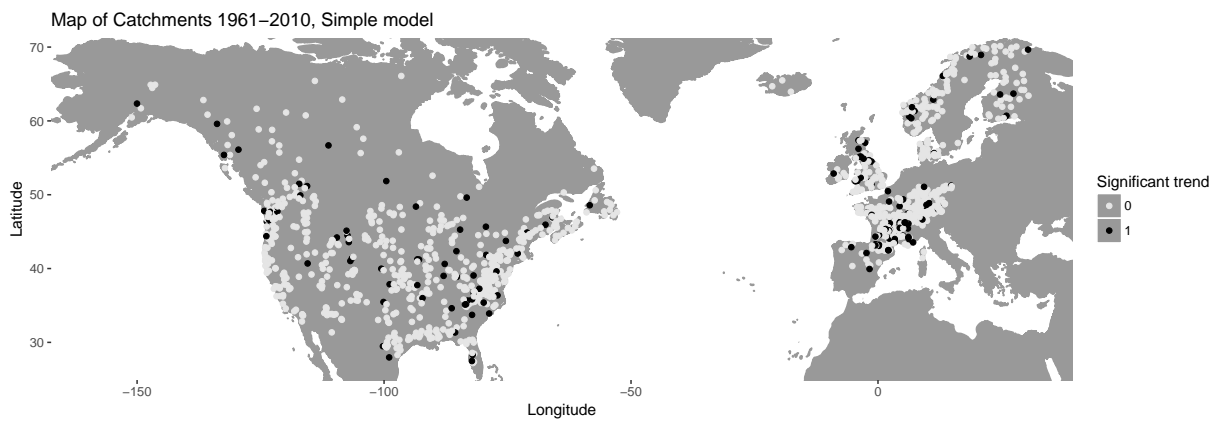 Map of Catchments 1961−2010, Simple model
70
60
50
40
30
Latitude
−150
−100
−50
0
Longitude
Significant trend
0
1